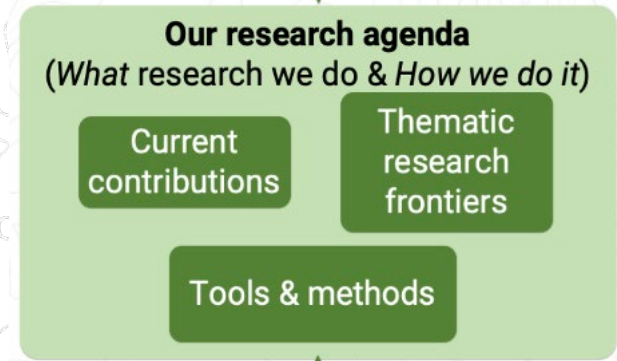 Our research agenda
(What research we do & How we do it)
Current
contributions
Thematic
research
frontiers
Tools & methods